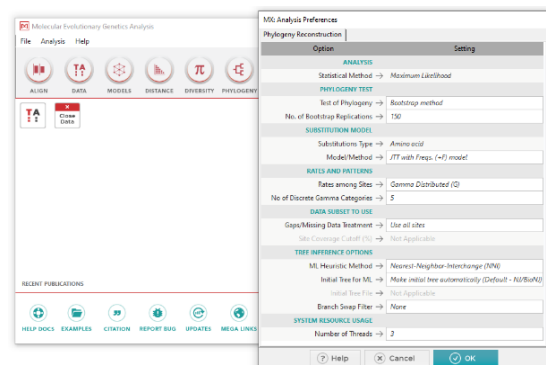 Molecular Evolutionary Genetics Analysis
File Analysis Help
ALIGN DATA MODELS DISTANCE DIVERSITY PHYLOGENY
TA
Close
Data
RECENT PUBLICATIONS
HELP DOCS EXAMPLES CITATION REPORT BUG UPDATES MEGA LINKS
MX: Analysis Preferences
Phylogeny Reconstruction
Option Setting
ANALYSIS
Statistical Method → Maximum Likelihood
PHYLOGENY TEST
Test of Phylogeny → Bootstrap method
No. of Bootstrap Replications → 150
SUBSTITUTION MODEL
Substitutions Type → Amino acid
Model/Method → JTT with Freqs. (+F) model
RATES AND PATTERNS
Rates among Sites → Gamma Distributed (G)
No of Discrete Gamma Categories → 5
DATA SUBSET TO USE
Gaps/Missing Data Treatment → Use all sites
Site Coverage Cutoff (%) → Not Applicable
TREE INFERENCE OPTIONS
ML Heuristic Method → Nearest-Neighbor-Interchange (NNI)
Initial Tree for ML → Make initial tree automatically (Default - NJ/BioNJ)
Initial Tree File → Not Applicable
Branch Swap Filter → None
SYSTEM RESOURCE USAGE
Number of Threads → 3
? Help X Cancel OK